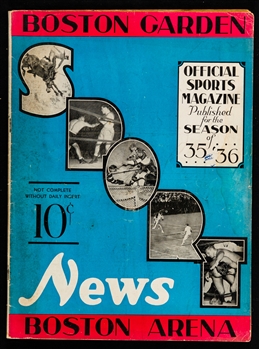 BOSTON GARDEN
SPORT
OFFICIAL
SPORTS
MAGAZINE
Published
for the
SEASON
of
35 36
NOT COMPLETE
WITHOUT DAILY DIGEST
10¢
News
BOSTON ARENA